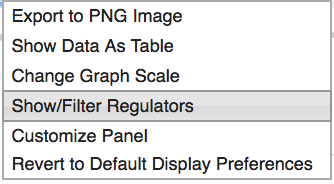 Export to PNG Image
Show Data As Table
Change Graph Scale
Show/Filter Regulators
Customize Panel
Revert to Default Display Preferences